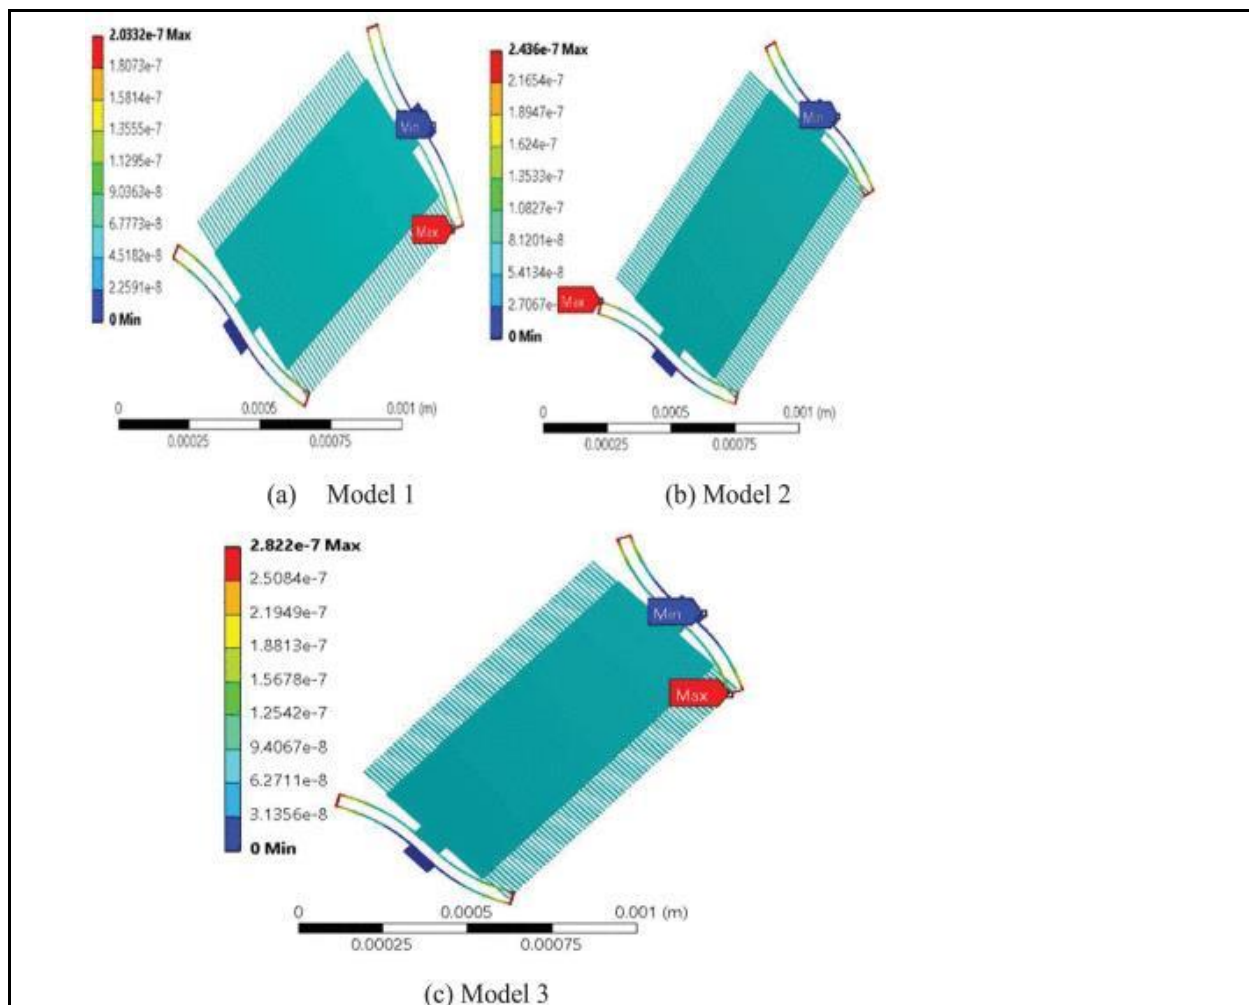 2.0332e-7 Max
1.8073e-7
1.5814e-7
1.3555e-7
1.1295e-7
9.0363e-8
6.7773e-8
4.5182e-8
2.2591e-8
0 Min
Min
Max
0 0.0005 0.001 (m)
0.00025 0.00075
(a) Model 1
2.436e-7 Max
2.1654e-7
1.8947e-7
1.624e-7
1.3533e-7
1.0827e-7
8.1201e-8
5.4134e-8
2.7067e-
0 Min
Min
Max
0 0.0005 0.001 (m)
0.00025 0.00075
(b) Model 2
2.822e-7 Max
2.5084e-7
2.1949e-7
1.8813e-7
1.5678e-7
1.2542e-7
9.4067e-8
6.2711e-8
3.1356e-8
0 Min
Min
Max
0 0.0005 0.001 (m)
0.00025 0.00075
(c) Model 3